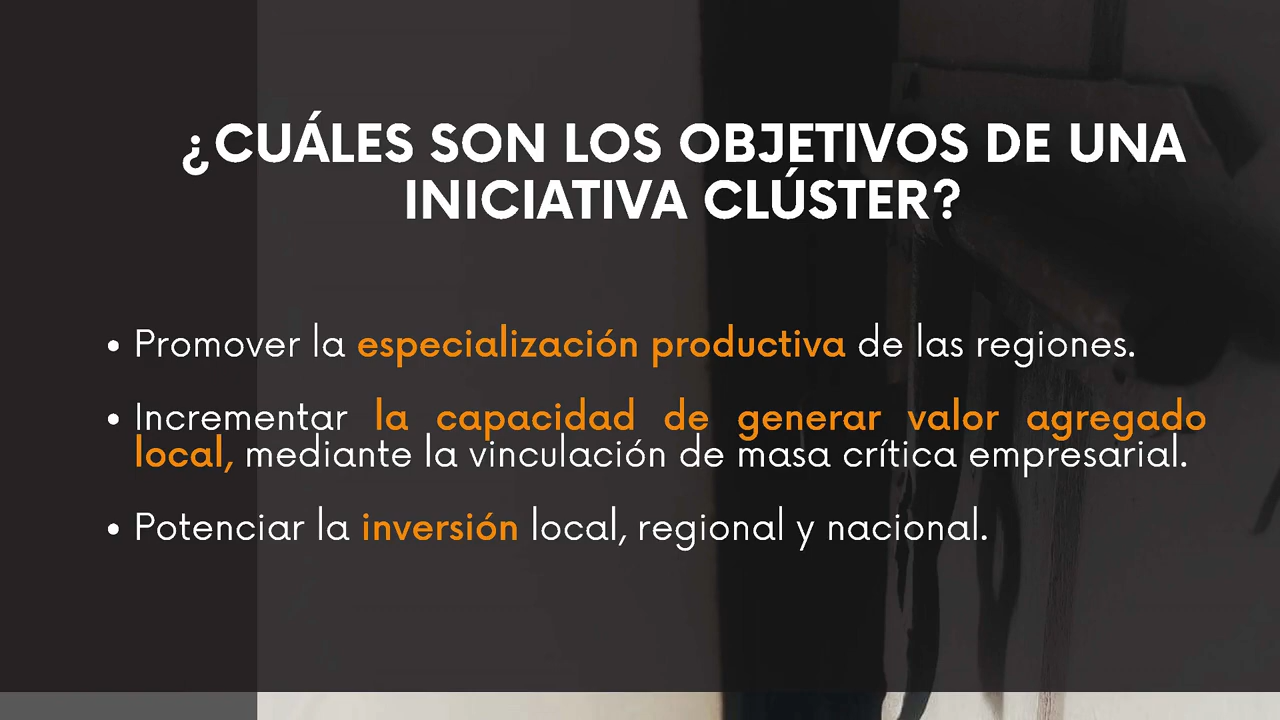 ¿CUÁLES SON LOS OBJETIVOS DE UNA
INICIATIVA CLÚSTER?
• Promover la especialización productiva de las regiones.
• Incrementar la capacidad de generar valor agregado
local, mediante la vinculación de masa crítica empresarial.
• Potenciar la inversión local, regional y nacional.